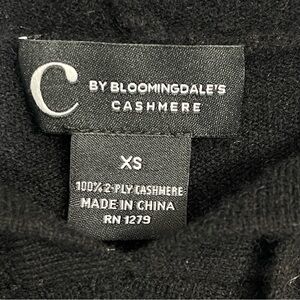 C BY BLOOMINGDALE'S
CASHMERE
XS
100% 2-PLY CASHMERE
MADE IN CHINA
RN 1279